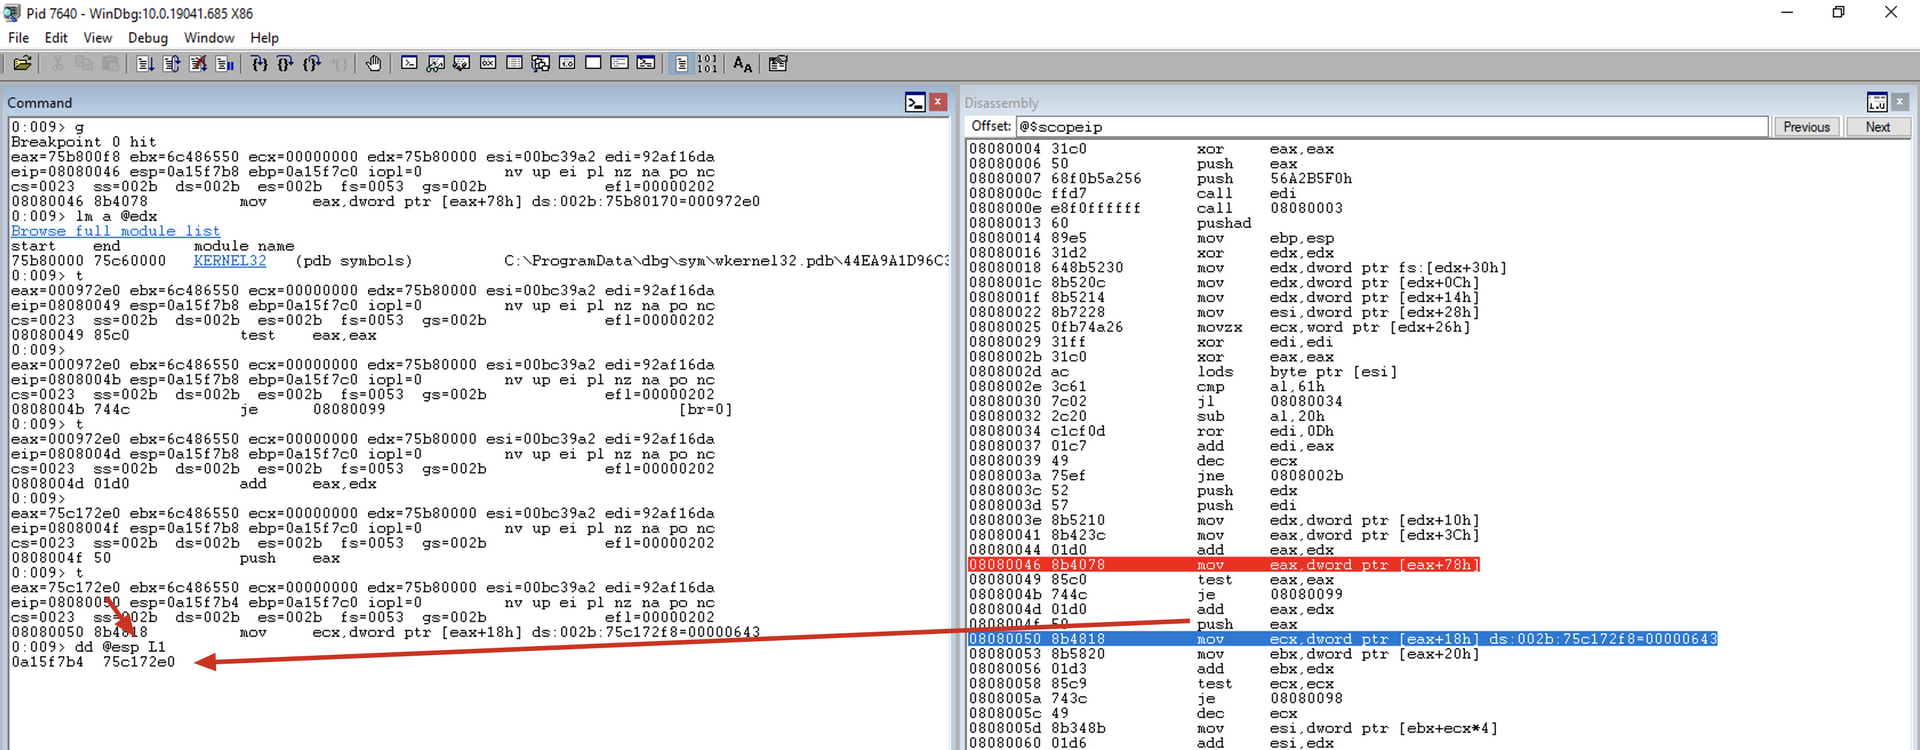 Pid 7640 - WinDbg:10.0.19041.685 X86
File Edit View Debug Window Help
Command
0:009> g
Breakpoint 0 hit
eax=75b800f8 ebx=6c486550 ecx=00000000 edx=75b80000 esi=00bc39a2 edi=92af16da
eip=08080046 esp=0a15f7b8 ebp=0a15f7c0 iopl=0 nv up ei pl nz na po nc
cs=0023 ss=002b ds=002b es=002b fs=0053 gs=002b efl=00000202
08080046 8b4078 mov eax,dword ptr [eax+78h] ds:002b:75b80170=000972e0
0:009> lm a @edx
Browse full module list
start end module name
75b80000 75c60000 KERNEL32 (pdb symbols) C:\ProgramData\dbg\sym\wkernel32.pdb\44EA9A1D96C3
0:009> t
eax=000972e0 ebx=6c486550 ecx=00000000 edx=75b80000 esi=00bc39a2 edi=92af16da
eip=08080049 esp=0a15f7b8 ebp=0a15f7c0 iopl=0 nv up ei pl nz na po nc
cs=0023 ss=002b ds=002b es=002b fs=0053 gs=002b efl=00000202
08080049 85c0 test eax,eax
0:009>
eax=000972e0 ebx=6c486550 ecx=00000000 edx=75b80000 esi=00bc39a2 edi=92af16da
eip=0808004b esp=0a15f7b8 ebp=0a15f7c0 iopl=0 nv up ei pl nz na po nc
cs=0023 ss=002b ds=002b es=002b fs=0053 gs=002b efl=00000202
0808004b 744c je 08080099 [br=0]
0:009> t
eax=000972e0 ebx=6c486550 ecx=00000000 edx=75b80000 esi=00bc39a2 edi=92af16da
eip=0808004d esp=0a15f7b8 ebp=0a15f7c0 iopl=0 nv up ei pl nz na po nc
cs=0023 ss=002b ds=002b es=002b fs=0053 gs=002b efl=00000202
0808004d 01d0 add eax,edx
0:009>
eax=75c172e0 ebx=6c486550 ecx=00000000 edx=75b80000 esi=00bc39a2 edi=92af16da
eip=0808004f esp=0a15f7b8 ebp=0a15f7c0 iopl=0 nv up ei pl nz na po nc
cs=0023 ss=002b ds=002b es=002b fs=0053 gs=002b efl=00000202
0808004f 50 push eax
0:009> t
eax=75c172e0 ebx=6c486550 ecx=00000000 edx=75b80000 esi=00bc39a2 edi=92af16da
eip=08080050 esp=0a15f7b4 ebp=0a15f7c0 iopl=0 nv up ei pl nz na po nc
cs=0023 ss=002b ds=002b es=002b fs=0053 gs=002b efl=00000202
08080050 8b4818 mov ecx,dword ptr [eax+18h] ds:002b:75c172f8=00000643
0:009> dd @esp L1
0a15f7b4 75c172e0
Disassembly
Offset: @$scopeip Previous Next
08080004 31c0 xor eax,eax
08080006 50 push eax
08080007 68f0b5a256 push 56A2B5F0h
0808000c ffd7 call edi
0808000e e8f0ffffff call 08080003
08080013 60 pushad
08080014 89e5 mov ebp,esp
08080016 31d2 xor edx,edx
08080018 648b5230 mov edx,dword ptr fs:[edx+30h]
0808001c 8b520c mov edx,dword ptr [edx+0Ch]
0808001f 8b5214 mov edx,dword ptr [edx+14h]
08080022 8b7228 mov esi,dword ptr [edx+28h]
08080025 0fb74a26 movzx ecx,word ptr [edx+26h]
08080029 31ff xor edi,edi
0808002b 31c0 xor eax,eax
0808002d ac lods byte ptr [esi]
0808002e 3c61 cmp al,61h
08080030 7c02 jl 08080034
08080032 2c20 sub al,20h
08080034 c1cf0d ror edi,0Dh
08080037 01c7 add edi,eax
08080039 49 dec ecx
0808003a 75ef jne 0808002b
0808003c 52 push edx
0808003d 57 push edi
0808003e 8b5210 mov edx,dword ptr [edx+10h]
08080041 8b423c mov eax,dword ptr [edx+3Ch]
08080044 01d0 add eax,edx
08080046 8b4078 mov eax,dword ptr [eax+78h]
08080049 85c0 test eax,eax
0808004b 744c je 08080099
0808004d 01d0 add eax,edx
0808004f 50 push eax
08080050 8b4818 mov ecx,dword ptr [eax+18h] ds:002b:75c172f8=00000643
08080053 8b5820 mov ebx,dword ptr [eax+20h]
08080056 01d3 add ebx,edx
08080058 85c9 test ecx,ecx
0808005a 743c je 08080098
0808005c 49 dec ecx
0808005d 8b348b mov esi,dword ptr [ebx+ecx*4]
08080060 01d6 add esi,edx